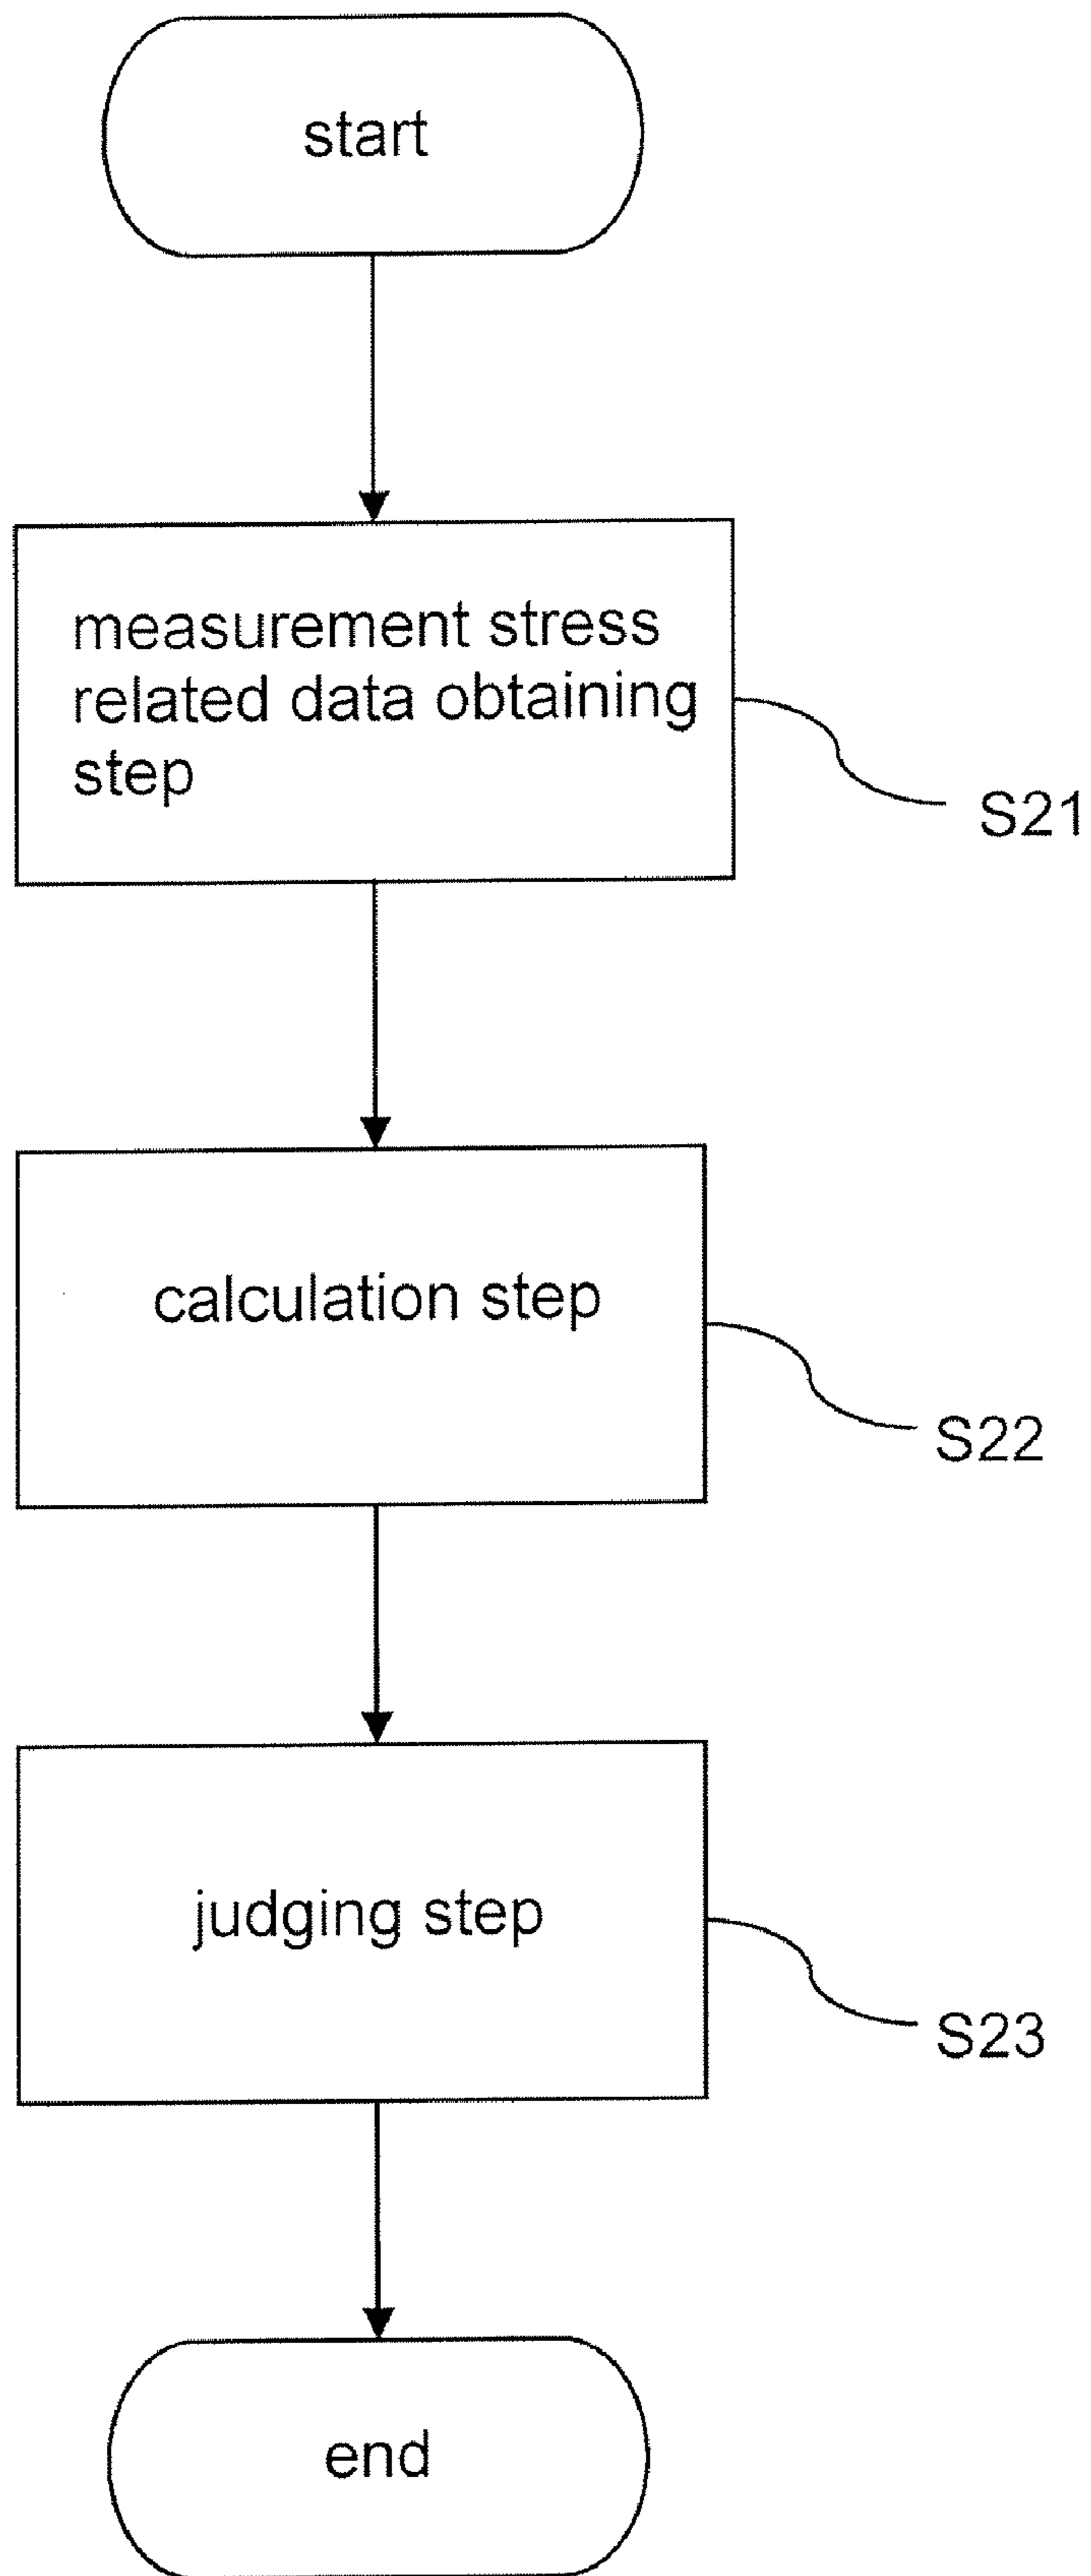 start
measurement stress
related data obtaining
step
S21
calculation step
S22
judging step
S23
end